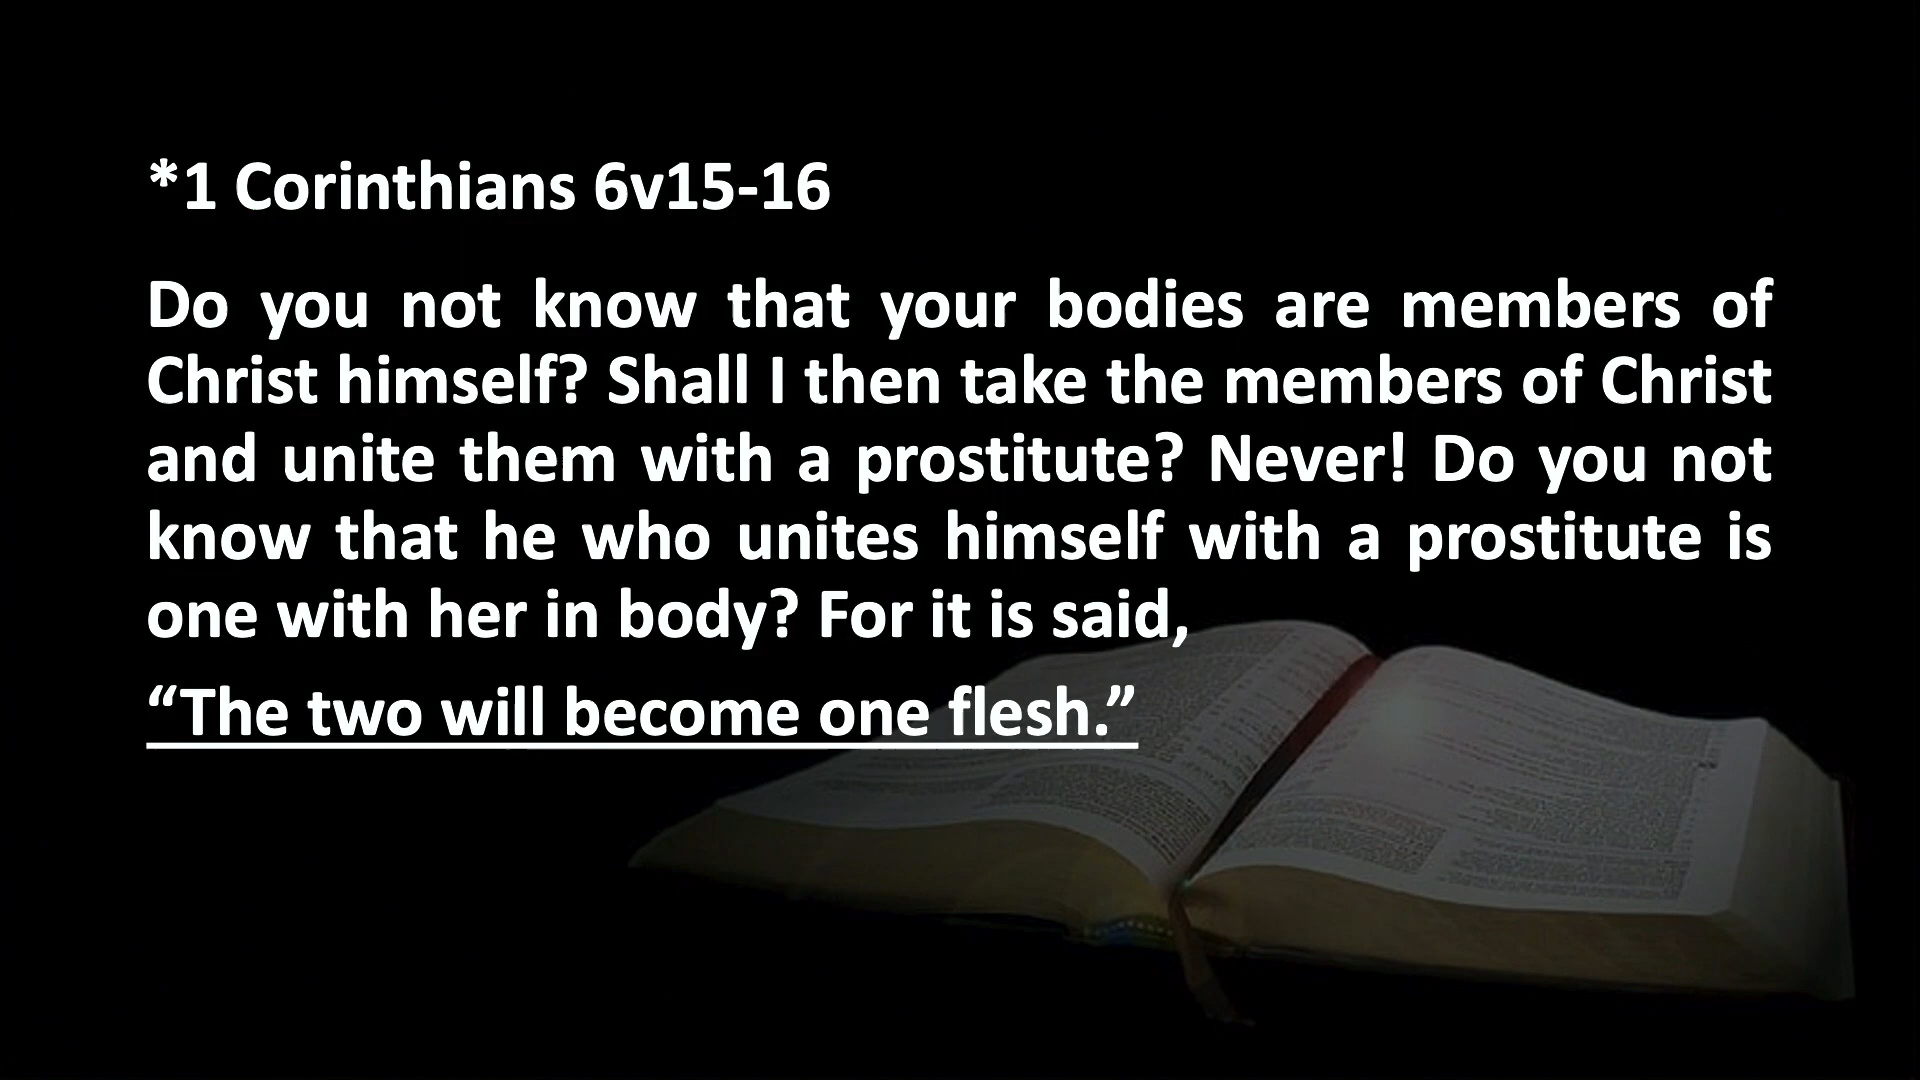 *1 Corinthians 6v15-16
Do you not know that your bodies are members of
Christ himself? Shall I then take the members of Christ
and unite them with a prostitute? Never! Do you not
know that he who unites himself with a prostitute is
one with her in body? For it is said,
“The two will become one flesh.”